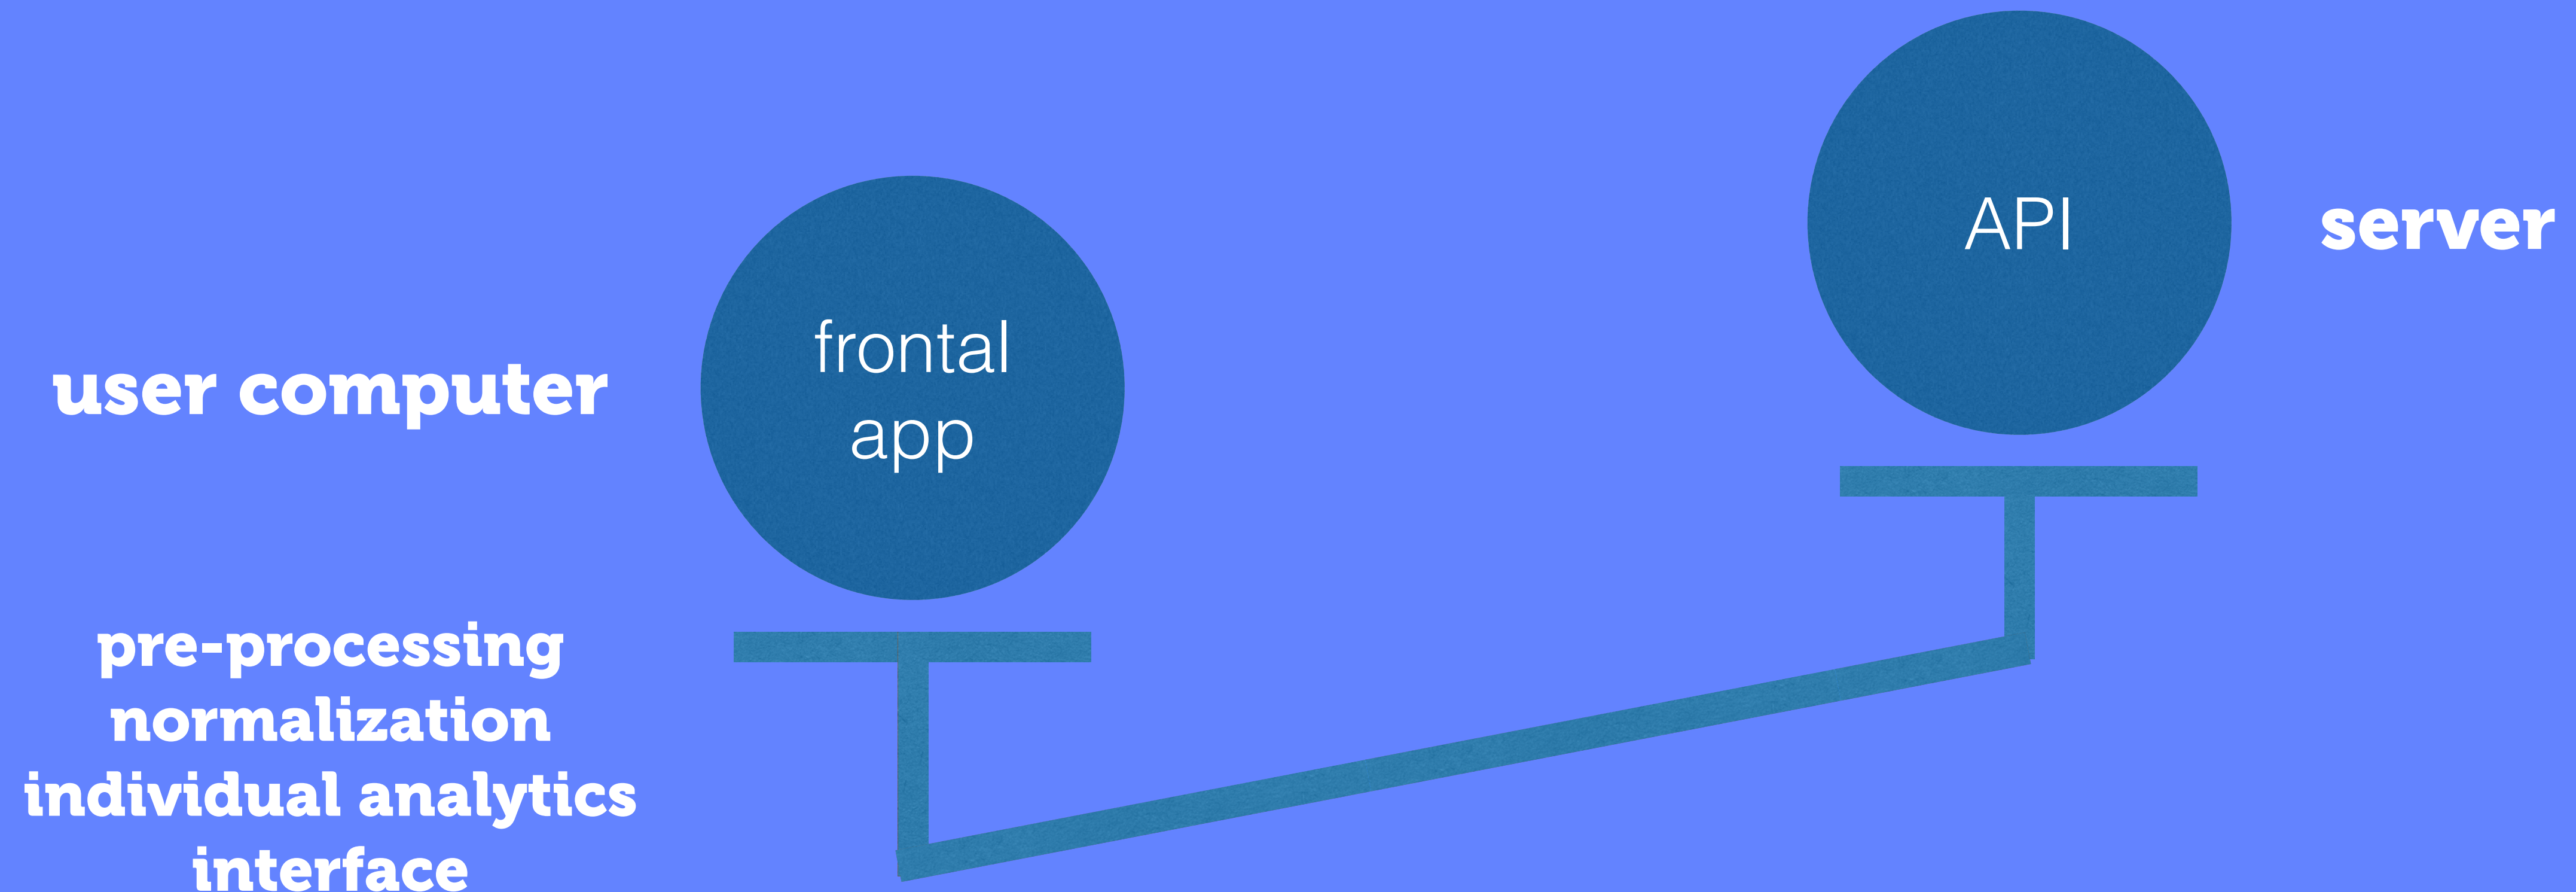 user computer
pre-processing
normalization
individual analytics
interface
frontal
app
API
server